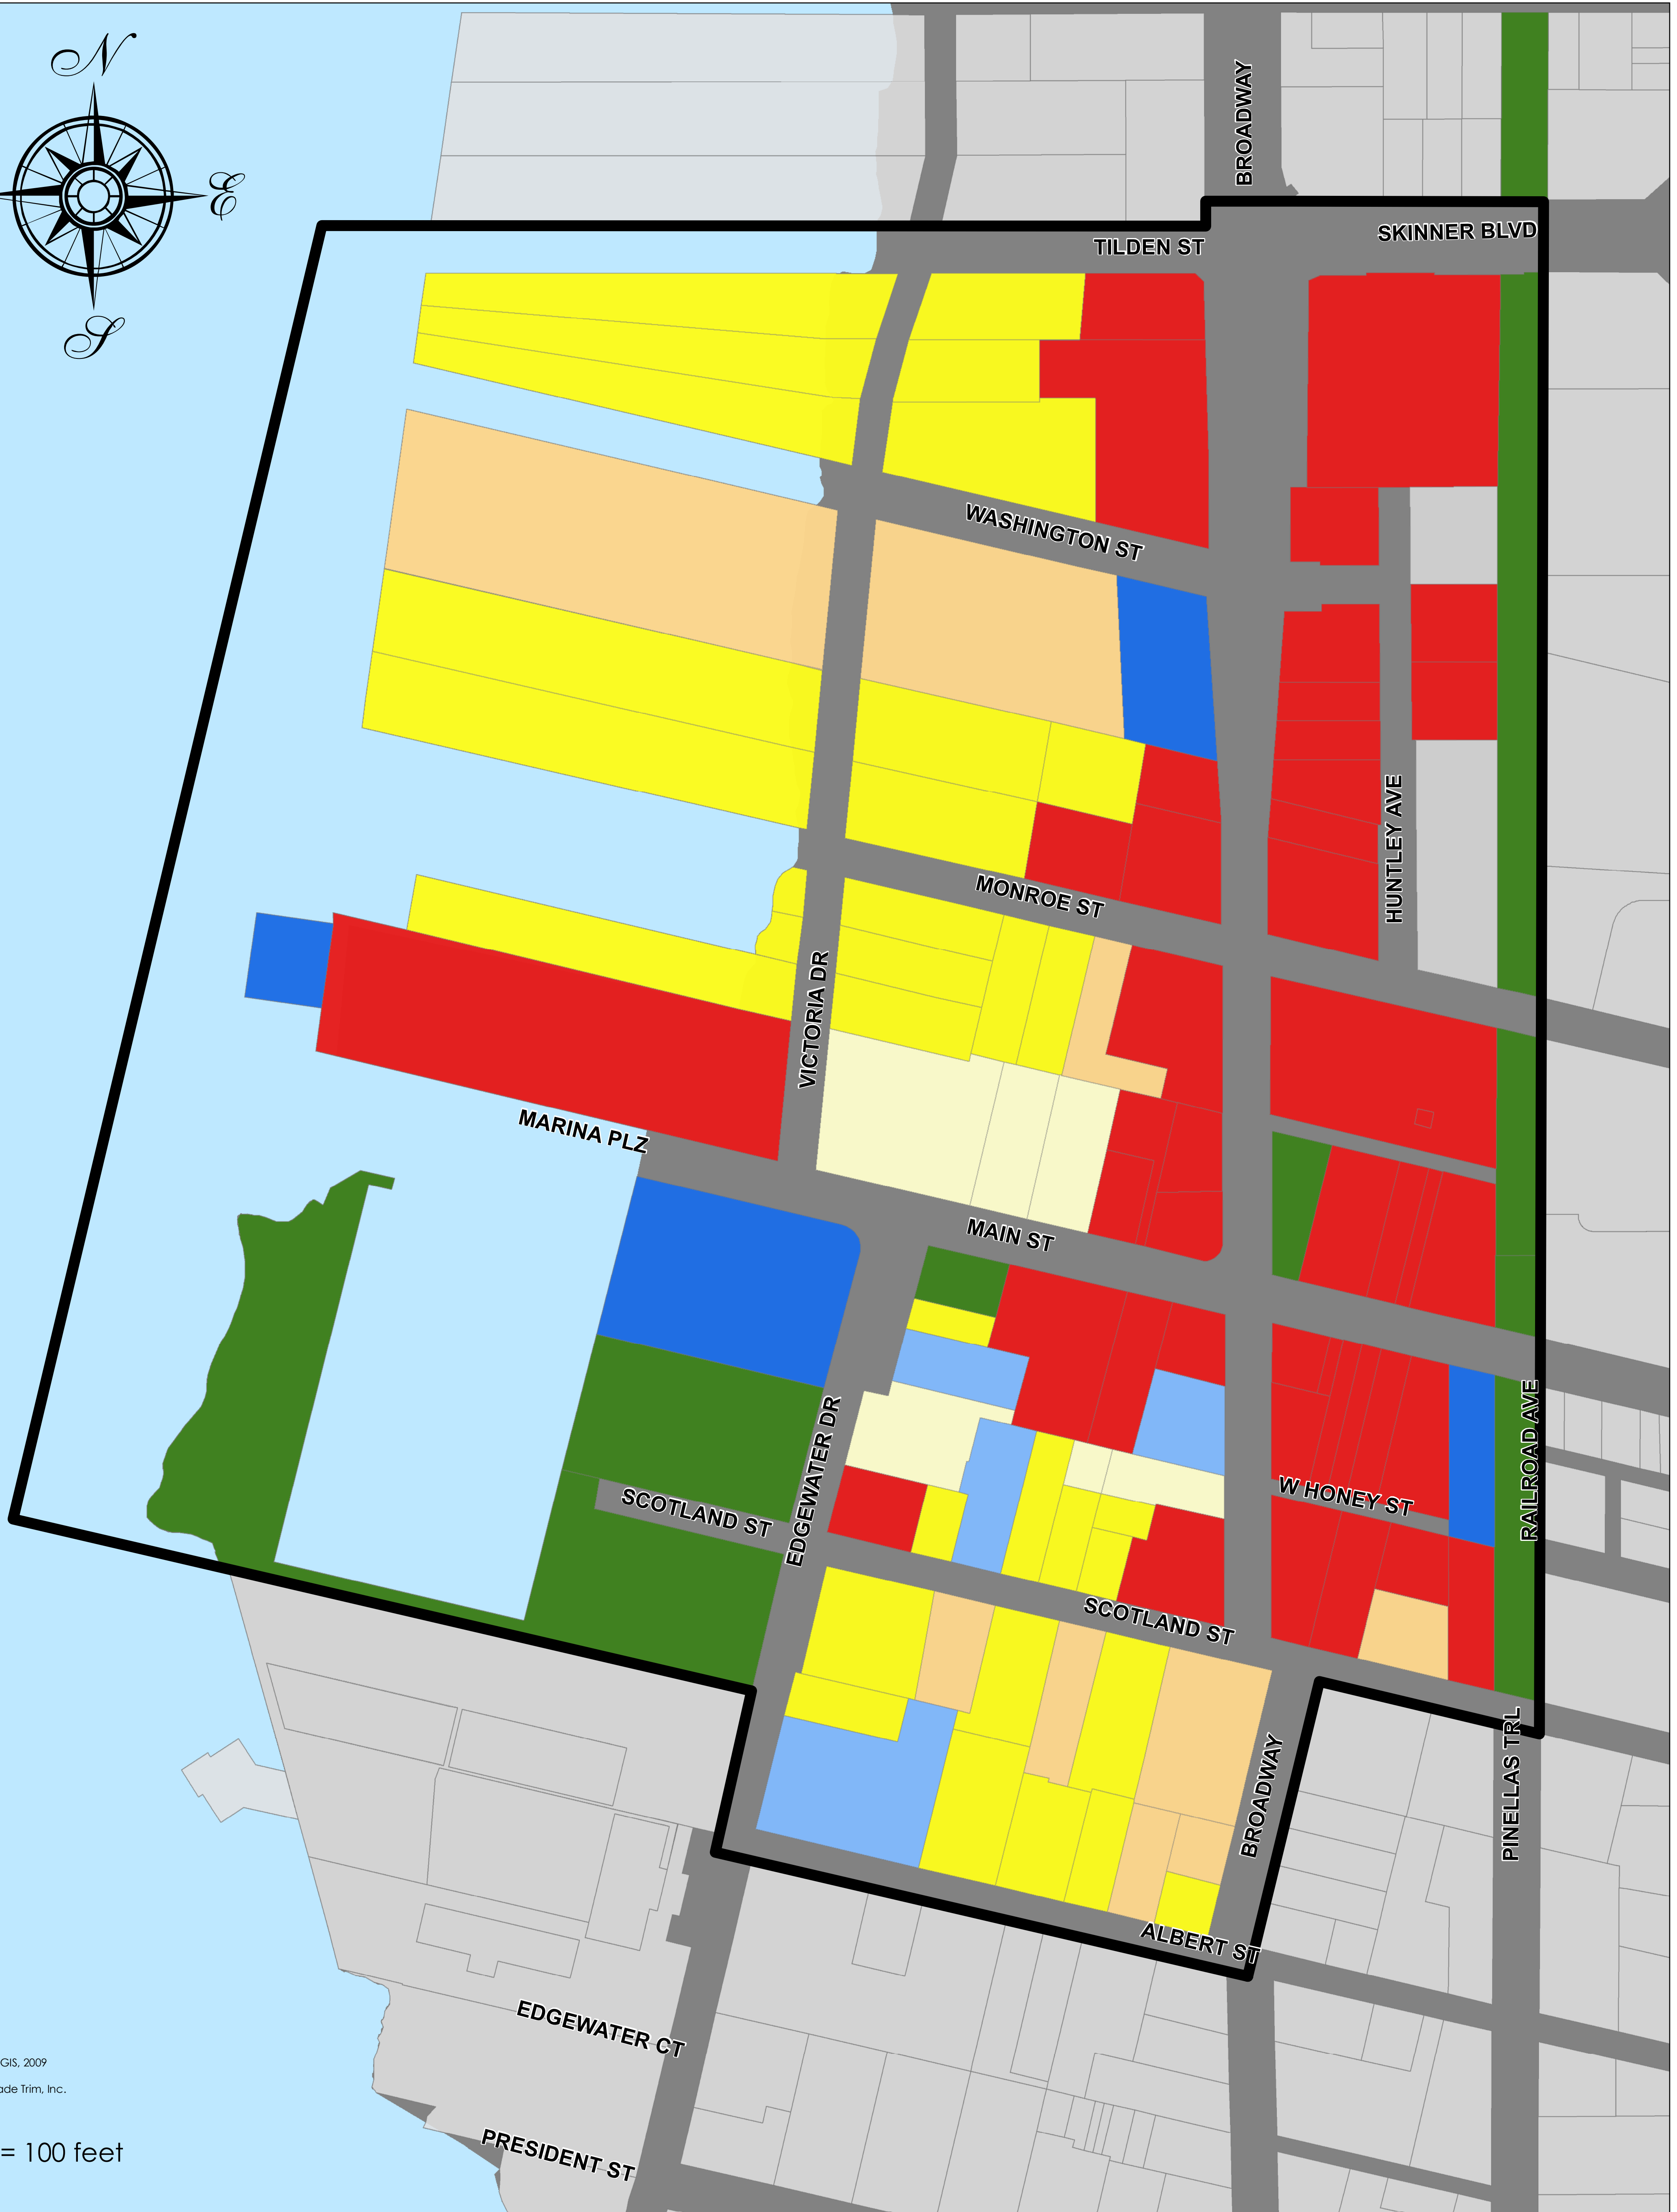 N
E
S
BROADWAY
TILDEN ST
SKINNER BLVD
WASHINGTON ST
HUNTLEY AVE
MONROE ST
VICTORIA DR
MARINA PLZ
MAIN ST
EDGEWATER DR
SCOTLAND ST
W HONEY ST
RAILROAD AVE
SCOTLAND ST
PINELLAS TRL
BROADWAY
ALBERT ST
EDGEWATER CT
PRESIDENT ST
GIS, 2009
ade Trim, Inc.
= 100 feet